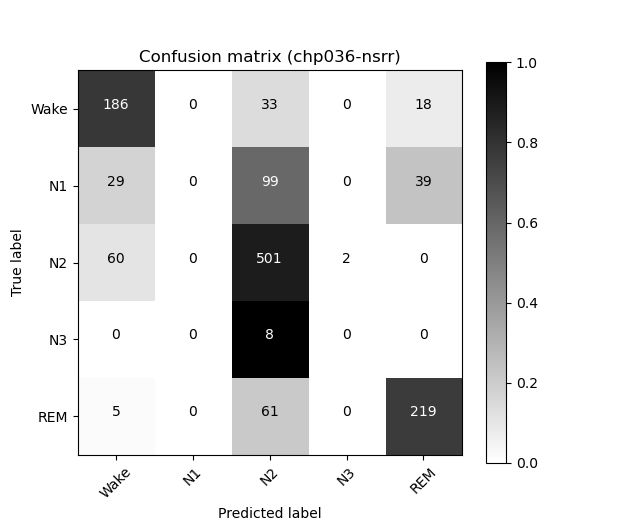 Confusion matrix (chp036-nsrr)
1.0
Wake 186 0 33 0 18
0.8
N1 29 0 99 0 39
0.6
True label
N2 60 0 501 2 0
0.4
N3 0 0 8 0 0
0.2
REM 5 0 61 0 219
0.0
Wake N1 N2 N3 REM
Predicted label